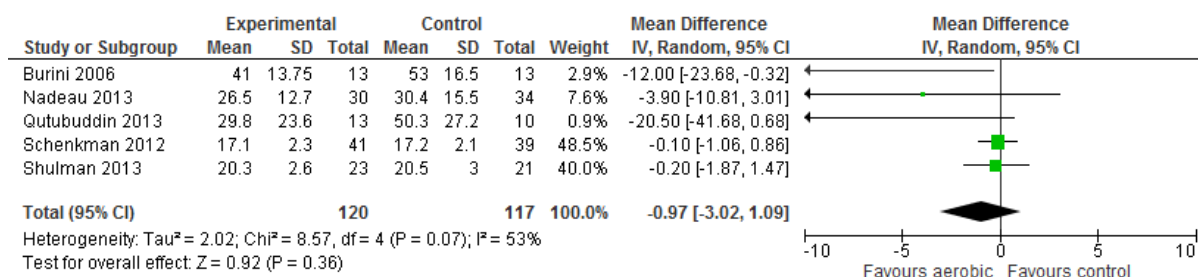 Experimental Control Mean Difference Mean Difference
Study or Subgroup Mean SD Total Mean SD Total Weight IV, Random, 95% CI IV, Random, 95% CI
Burini 2006 41 13.75 13 53 16.5 13 2.9% -12.00 [-23.68, -0.32]
Nadeau 2013 26.5 12.7 30 30.4 15.5 34 7.6% -3.90 [-10.81, 3.01]
Qutubuddin 2013 29.8 23.6 13 50.3 27.2 10 0.9% -20.50 [-41.68, 0.68]
Schenkman 2012 17.1 2.3 41 17.2 2.1 39 48.5% -0.10 [-1.06, 0.86]
Shulman 2013 20.3 2.6 23 20.5 3 21 40.0% -0.20 [-1.87, 1.47]
Total (95% CI) 120 117 100.0% -0.97 [-3.02, 1.09]
Heterogeneity: Tau² = 2.02; Chi² = 8.57, df = 4 (P = 0.07); I² = 53%
Test for overall effect: Z = 0.92 (P = 0.36)
-10 -5 0 5 10
Favours aerobic Favours control